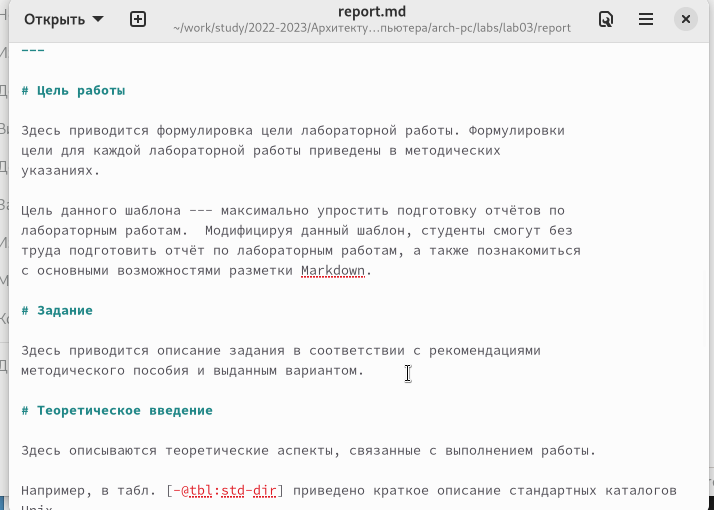 Открыть
report.md
~/work/study/2022-2023/Архитекту…пьютера/arch-pc/labs/lab03/report
---
# Цель работы
Здесь приводится формулировка цели лабораторной работы. Формулировки
цели для каждой лабораторной работы приведены в методических
указаниях.
Цель данного шаблона --- максимально упростить подготовку отчётов по
лабораторным работам.  Модифицируя данный шаблон, студенты смогут без
труда подготовить отчёт по лабораторным работам, а также познакомиться
с основными возможностями разметки Markdown.
# Задание
Здесь приводится описание задания в соответствии с рекомендациями
методического пособия и выданным вариантом.
# Теоретическое введение
Здесь описываются теоретические аспекты, связанные с выполнением работы.
Например, в табл. [-@tbl:std-dir] приведено краткое описание стандартных каталогов